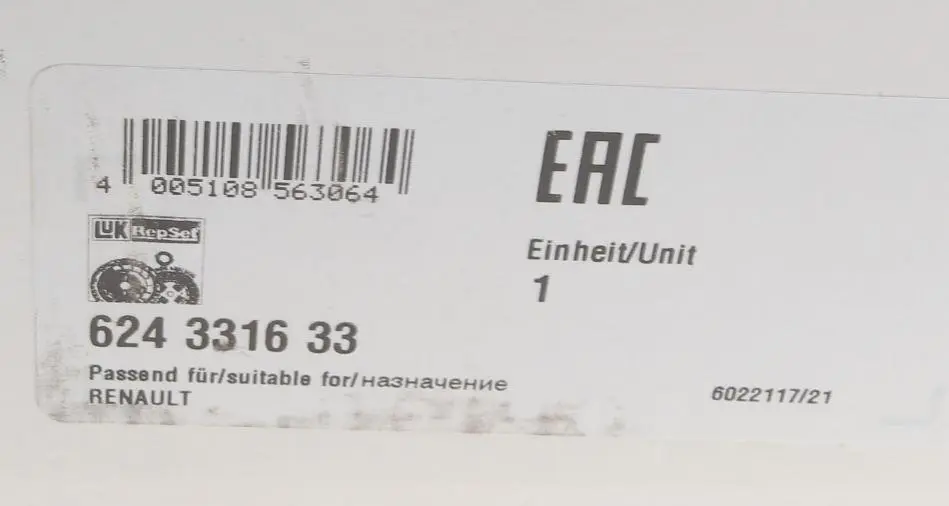 4 005108 563064
EAC
LUK RepSet
Einheit/Unit
1
624 3316 33
Passend für/suitable for/назначение
RENAULT
6022117/21